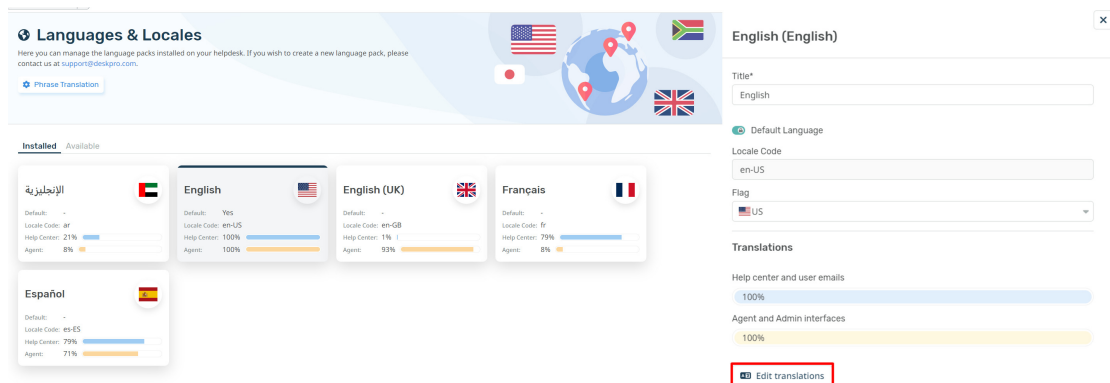 Languages & Locales
Here you can manage the language packs installed on your helpdesk. If you wish to create a new language pack, please
contact us at support@deskpro.com.
Phrase Translation
Installed Available
الإنجليزية
Default: -
Locale Code: ar
Help Center: 21%
Agent: 8%
English
Default: Yes
Locale Code: en-US
Help Center: 100%
Agent: 100%
English (UK)
Default: -
Locale Code: en-GB
Help Center: 1%
Agent: 93%
Français
Default: -
Locale Code: fr
Help Center: 79%
Agent: 8%
Español
Default: -
Locale Code: es-ES
Help Center: 79%
Agent: 71%
English (English)
Title*
English
Default Language
Locale Code
en-US
Flag
US
Translations
Help center and user emails
100%
Agent and Admin interfaces
100%
Edit translations